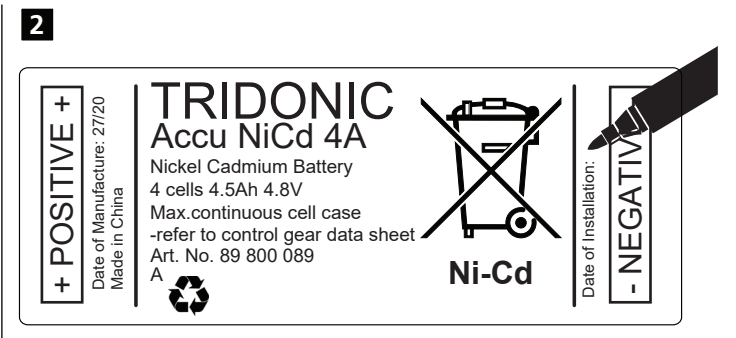 2
+ POSITIVE +
Date of Manufacture: 27/20
Made in China
TRIDONIC
Accu NiCd 4A
Nickel Cadmium Battery
4 cells 4.5Ah 4.8V
Max.continuous cell case
-refer to control gear data sheet
Art. No. 89 800 089
A
Ni-Cd
Date of Installation:
- NEGATIV